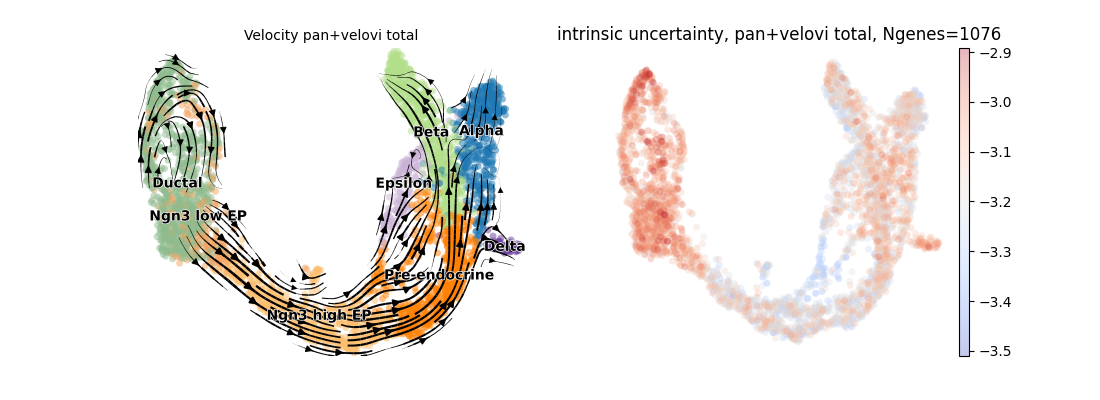 Velocity pan+velovi total
intrinsic uncertainty, pan+velovi total, Ngenes=1076
Beta
Alpha
Ductal
Epsilon
Ngn3 low EP
Delta
Pre-endocrine
Ngn3 high EP
−2.9
−3.0
−3.1
−3.2
−3.3
−3.4
−3.5